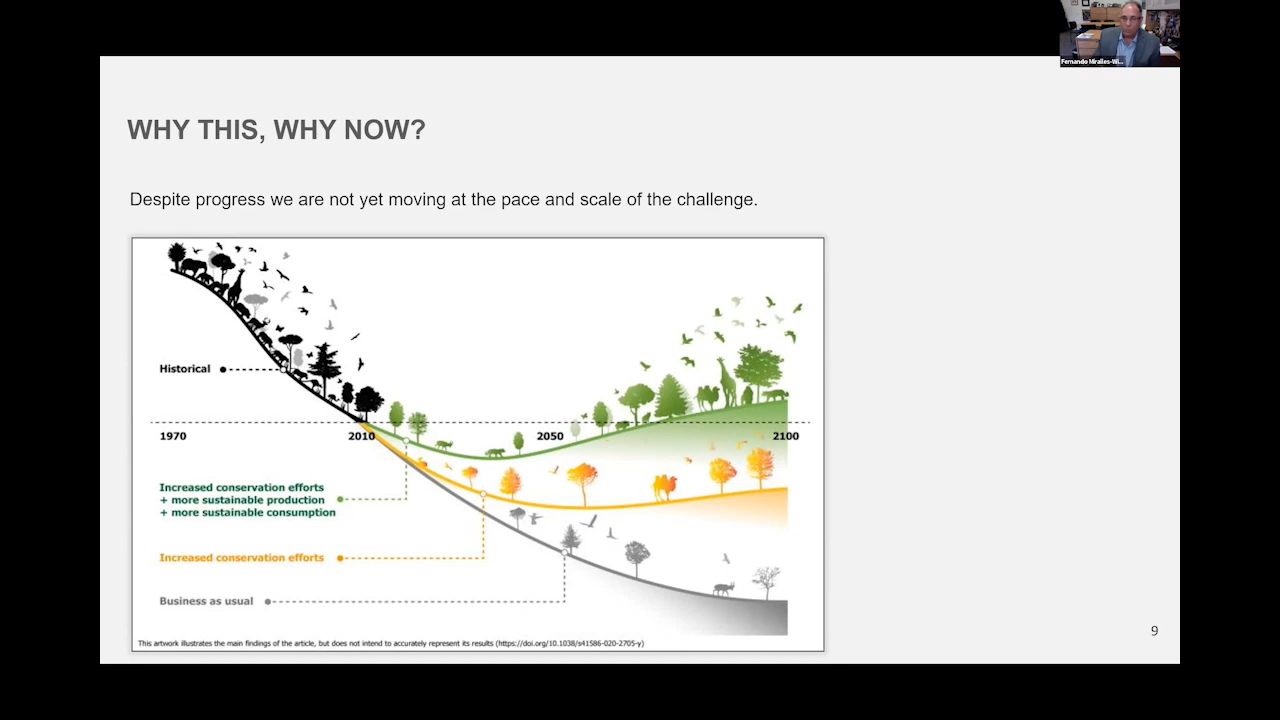 Fernando Miralles-Wi...
WHY THIS, WHY NOW?
Despite progress we are not yet moving at the pace and scale of the challenge.
Historical
1970
2010
2050
2100
Increased conservation efforts
+ more sustainable production
+ more sustainable consumption
Increased conservation efforts
Business as usual
This artwork illustrates the main findings of the article, but does not intend to accurately represent its results (https://doi.org/10.1038/s41586-020-2705-y)
9